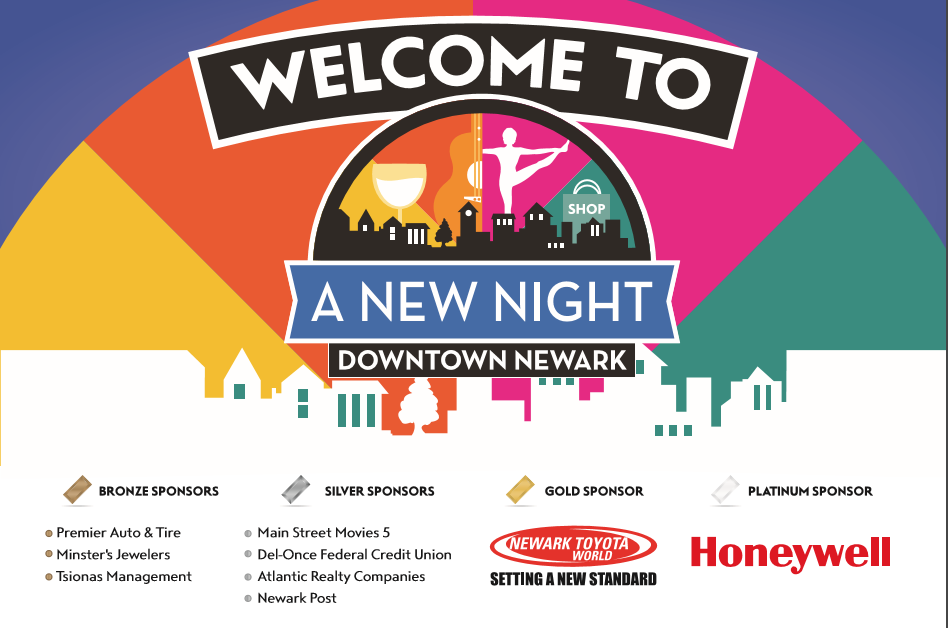 WELCOME TO
SHOP
A NEW NIGHT
DOWNTOWN NEWARK
BRONZE SPONSORS
Premier Auto & Tire
Minster's Jewelers
Tsionas Management
SILVER SPONSORS
Main Street Movies 5
Del-Once Federal Credit Union
Atlantic Realty Companies
Newark Post
GOLD SPONSOR
NEWARK TOYOTA
WORLD
SETTING A NEW STANDARD
PLATINUM SPONSOR
Honeywell